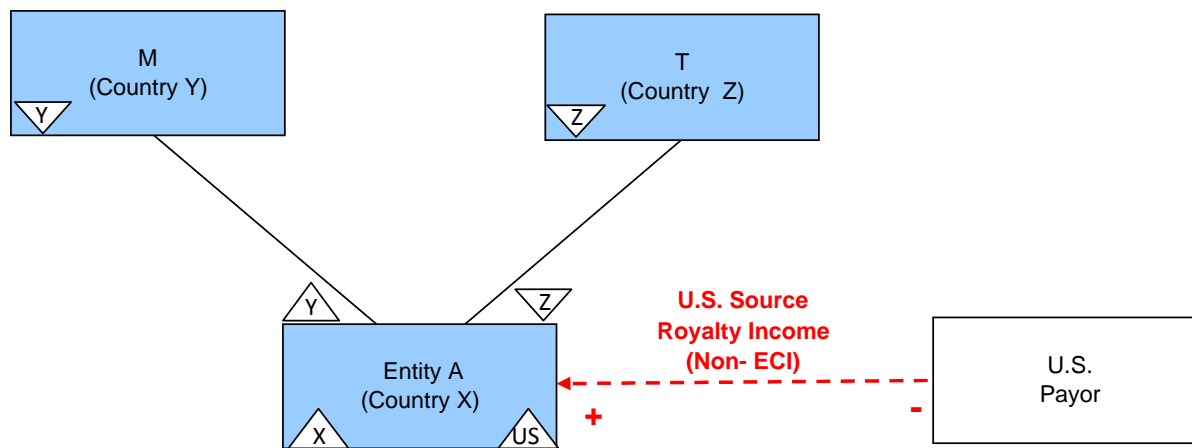 M
(Country Y)
Y
T
(Country Z)
Z
Y
Z
U.S. Source
Royalty Income
(Non- ECI)
Entity A
(Country X)
X
US
+
-
U.S.
Payor